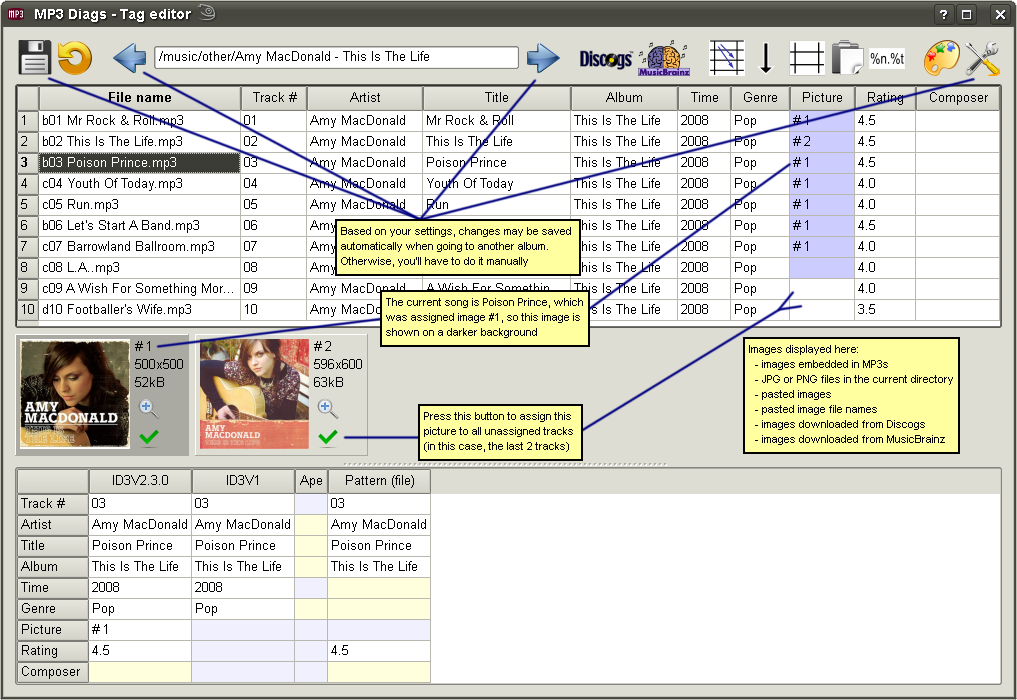 MP3 MP3 Diags - Tag editor
/music/other/Amy MacDonald - This Is The Life Discogs MusicBrainz %n.%t
File name Track # Artist Title Album Time Genre Picture Rating Composer
1 b01 Mr Rock & Roll.mp3 01 Amy MacDonald Mr Rock & Roll This Is The Life 2008 Pop #1 4.5
2 b02 This Is The Life.mp3 02 Amy MacDonald This Is The Life This Is The Life 2008 Pop #2 4.5
3 b03 Poison Prince.mp3 03 Amy MacDonald Poison Prince This Is The Life 2008 Pop #1 4.5
4 c04 Youth Of Today.mp3 04 Amy MacDonald Youth Of Today This Is The Life 2008 Pop #1 4.0
5 c05 Run.mp3 05 Amy MacDonald Run This Is The Life 2008 Pop #1 4.0
6 b06 Let's Start A Band.mp3 06 This Is The Life 2008 Pop #1 4.5
7 c07 Barrowland Ballroom.mp3 07 This Is The Life 2008 Pop #1 4.0
8 c08 L.A..mp3 08 This Is The Life 2008 Pop 4.0
9 c09 A Wish For Something Mor... 09 Amy MacDonald A Wish For Something This Is The Life 2008 Pop 4.0
10 d10 Footballer's Wife.mp3 10 Amy This Is The Life 2008 Pop 3.5
Based on your settings, changes may be saved
automatically when going to another album.
Otherwise, you'll have to do it manually
The current song is Poison Prince, which
was assigned image #1, so this image is
shown on a darker background
AMY
MACDONALD
THIS IS THE LIFE
#1
500x500
52kB
AMY
MACDONALD
THIS IS THE LIFE
#2
596x600
63kB
Press this button to assign this
picture to all unassigned tracks
(in this case, the last 2 tracks)
Images displayed here:
- images embedded in MP3s
- JPG or PNG files in the current directory
- pasted images
- pasted image file names
- images downloaded from Discogs
- images downloaded from MusicBrainz
ID3V2.3.0 ID3V1 Ape Pattern (file)
Track # 03 03 03
Artist Amy MacDonald Amy MacDonald Amy MacDonald
Title Poison Prince Poison Prince Poison Prince
Album This Is The Life This Is The Life This Is The Life
Time 2008 2008
Genre Pop Pop
Picture #1
Rating 4.5 4.5
Composer